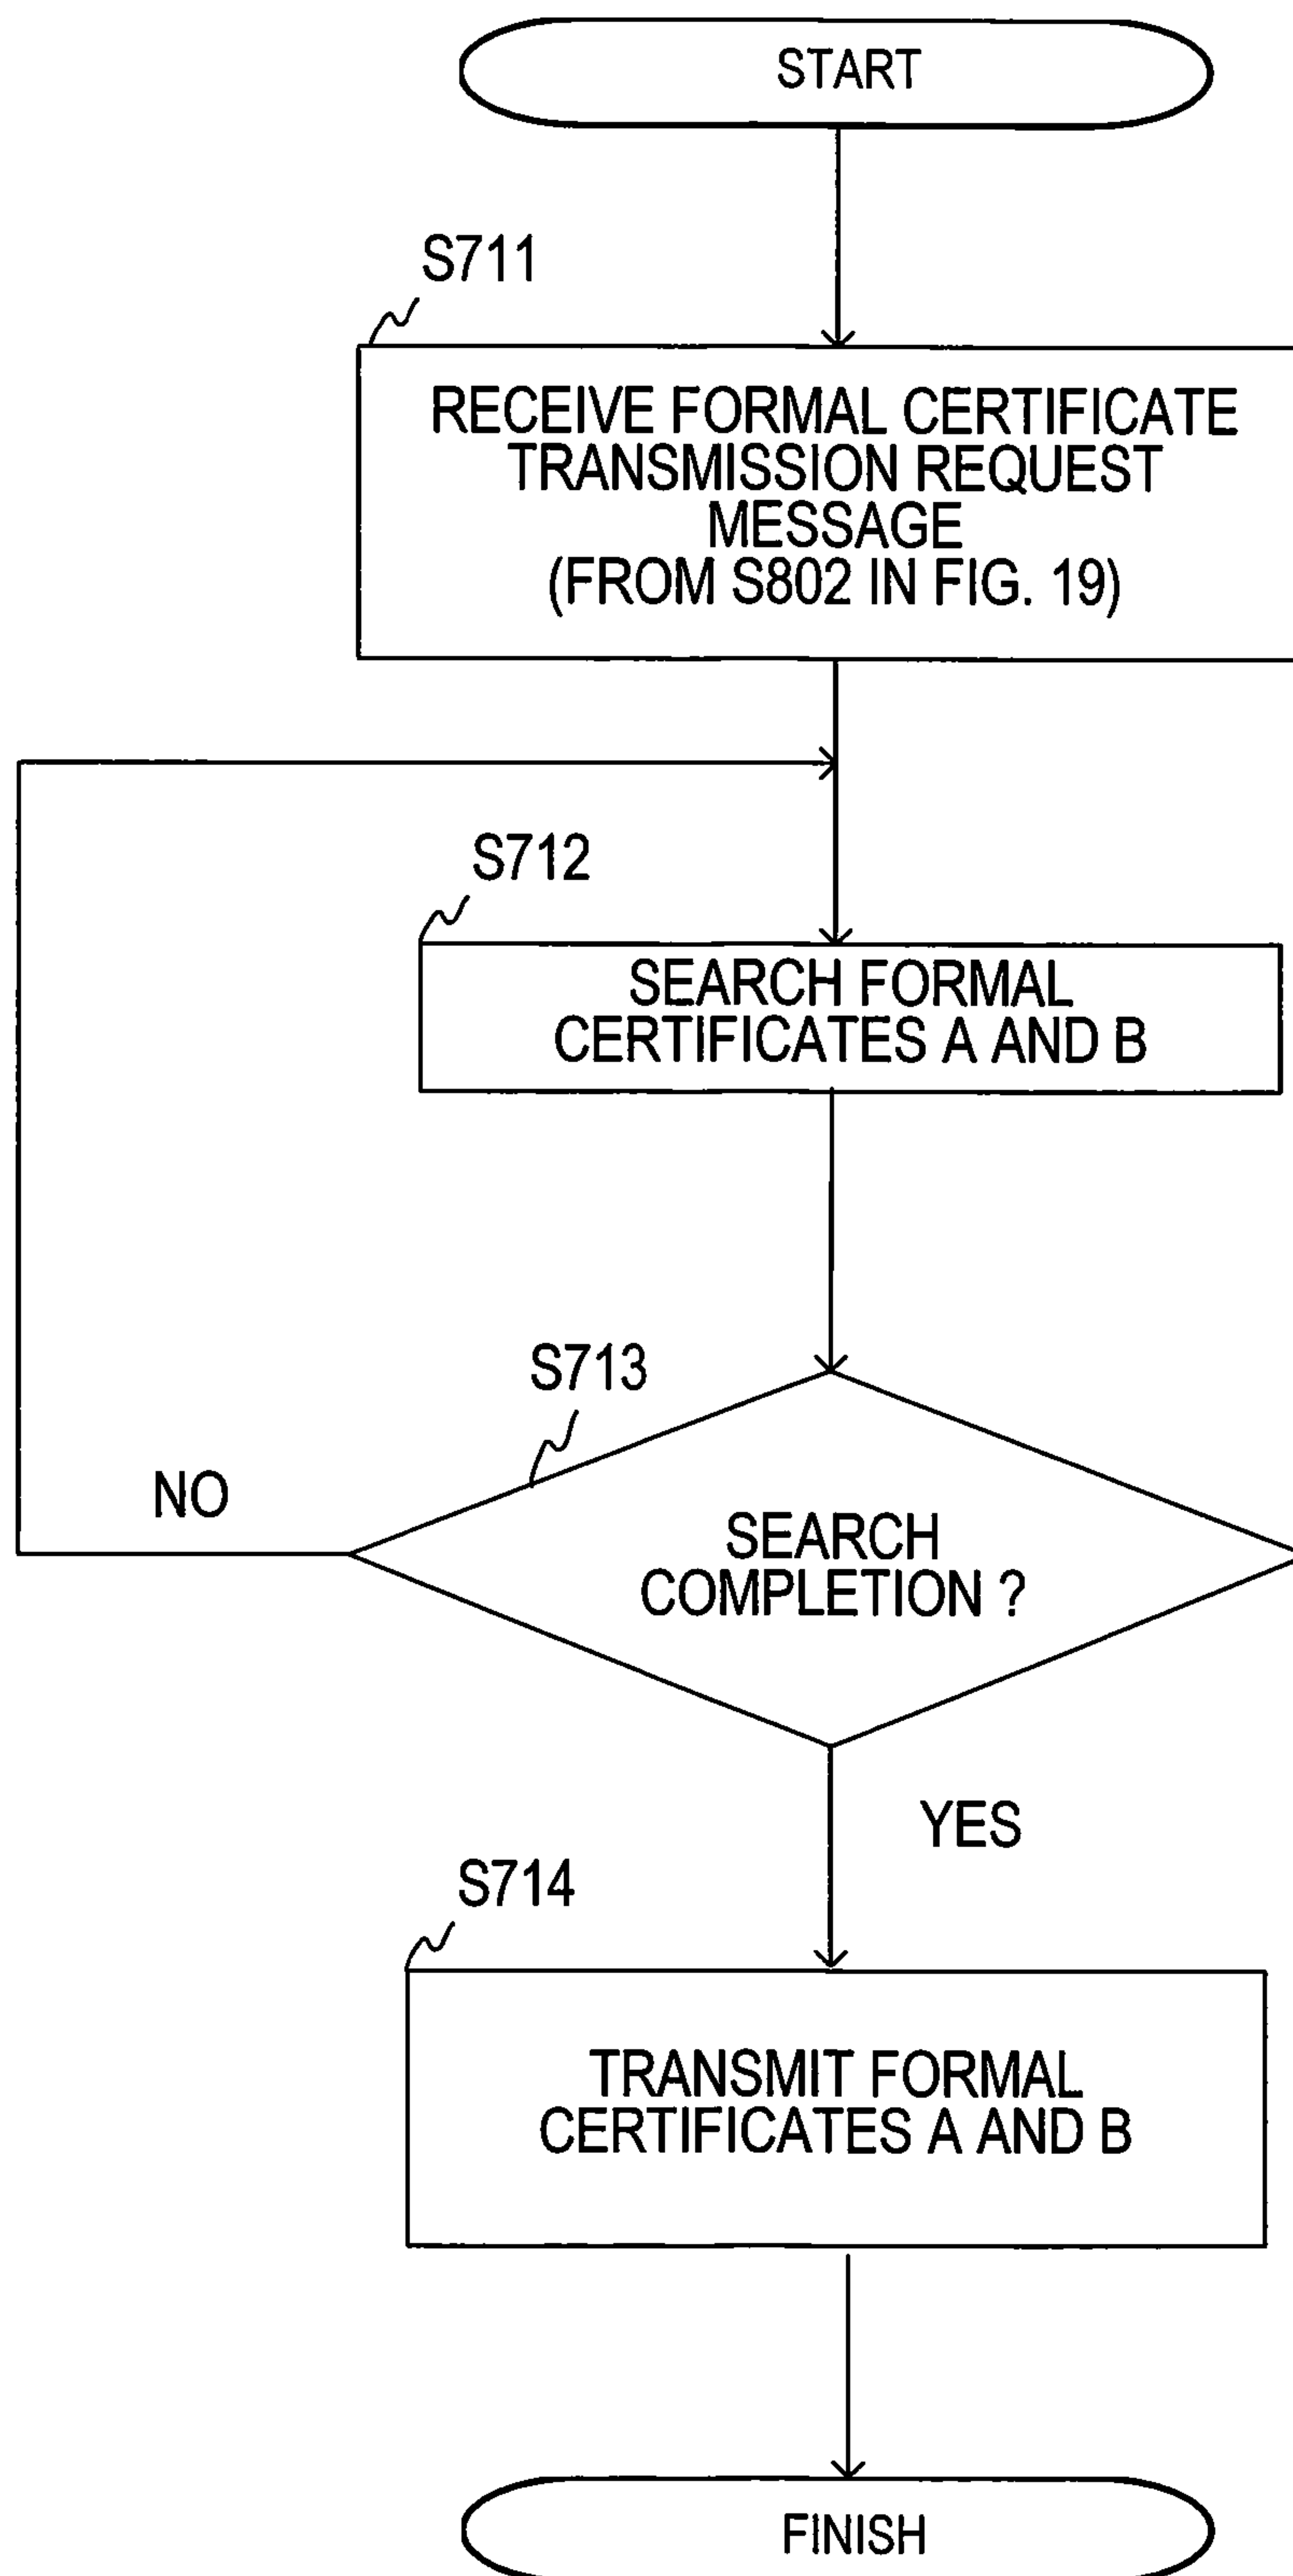 START
S711
RECEIVE FORMAL CERTIFICATE
TRANSMISSION REQUEST
MESSAGE
(FROM S802 IN FIG. 19)
S712
SEARCH FORMAL
CERTIFICATES A AND B
S713
NO
SEARCH
COMPLETION ?
YES
S714
TRANSMIT FORMAL
CERTIFICATES A AND B
FINISH